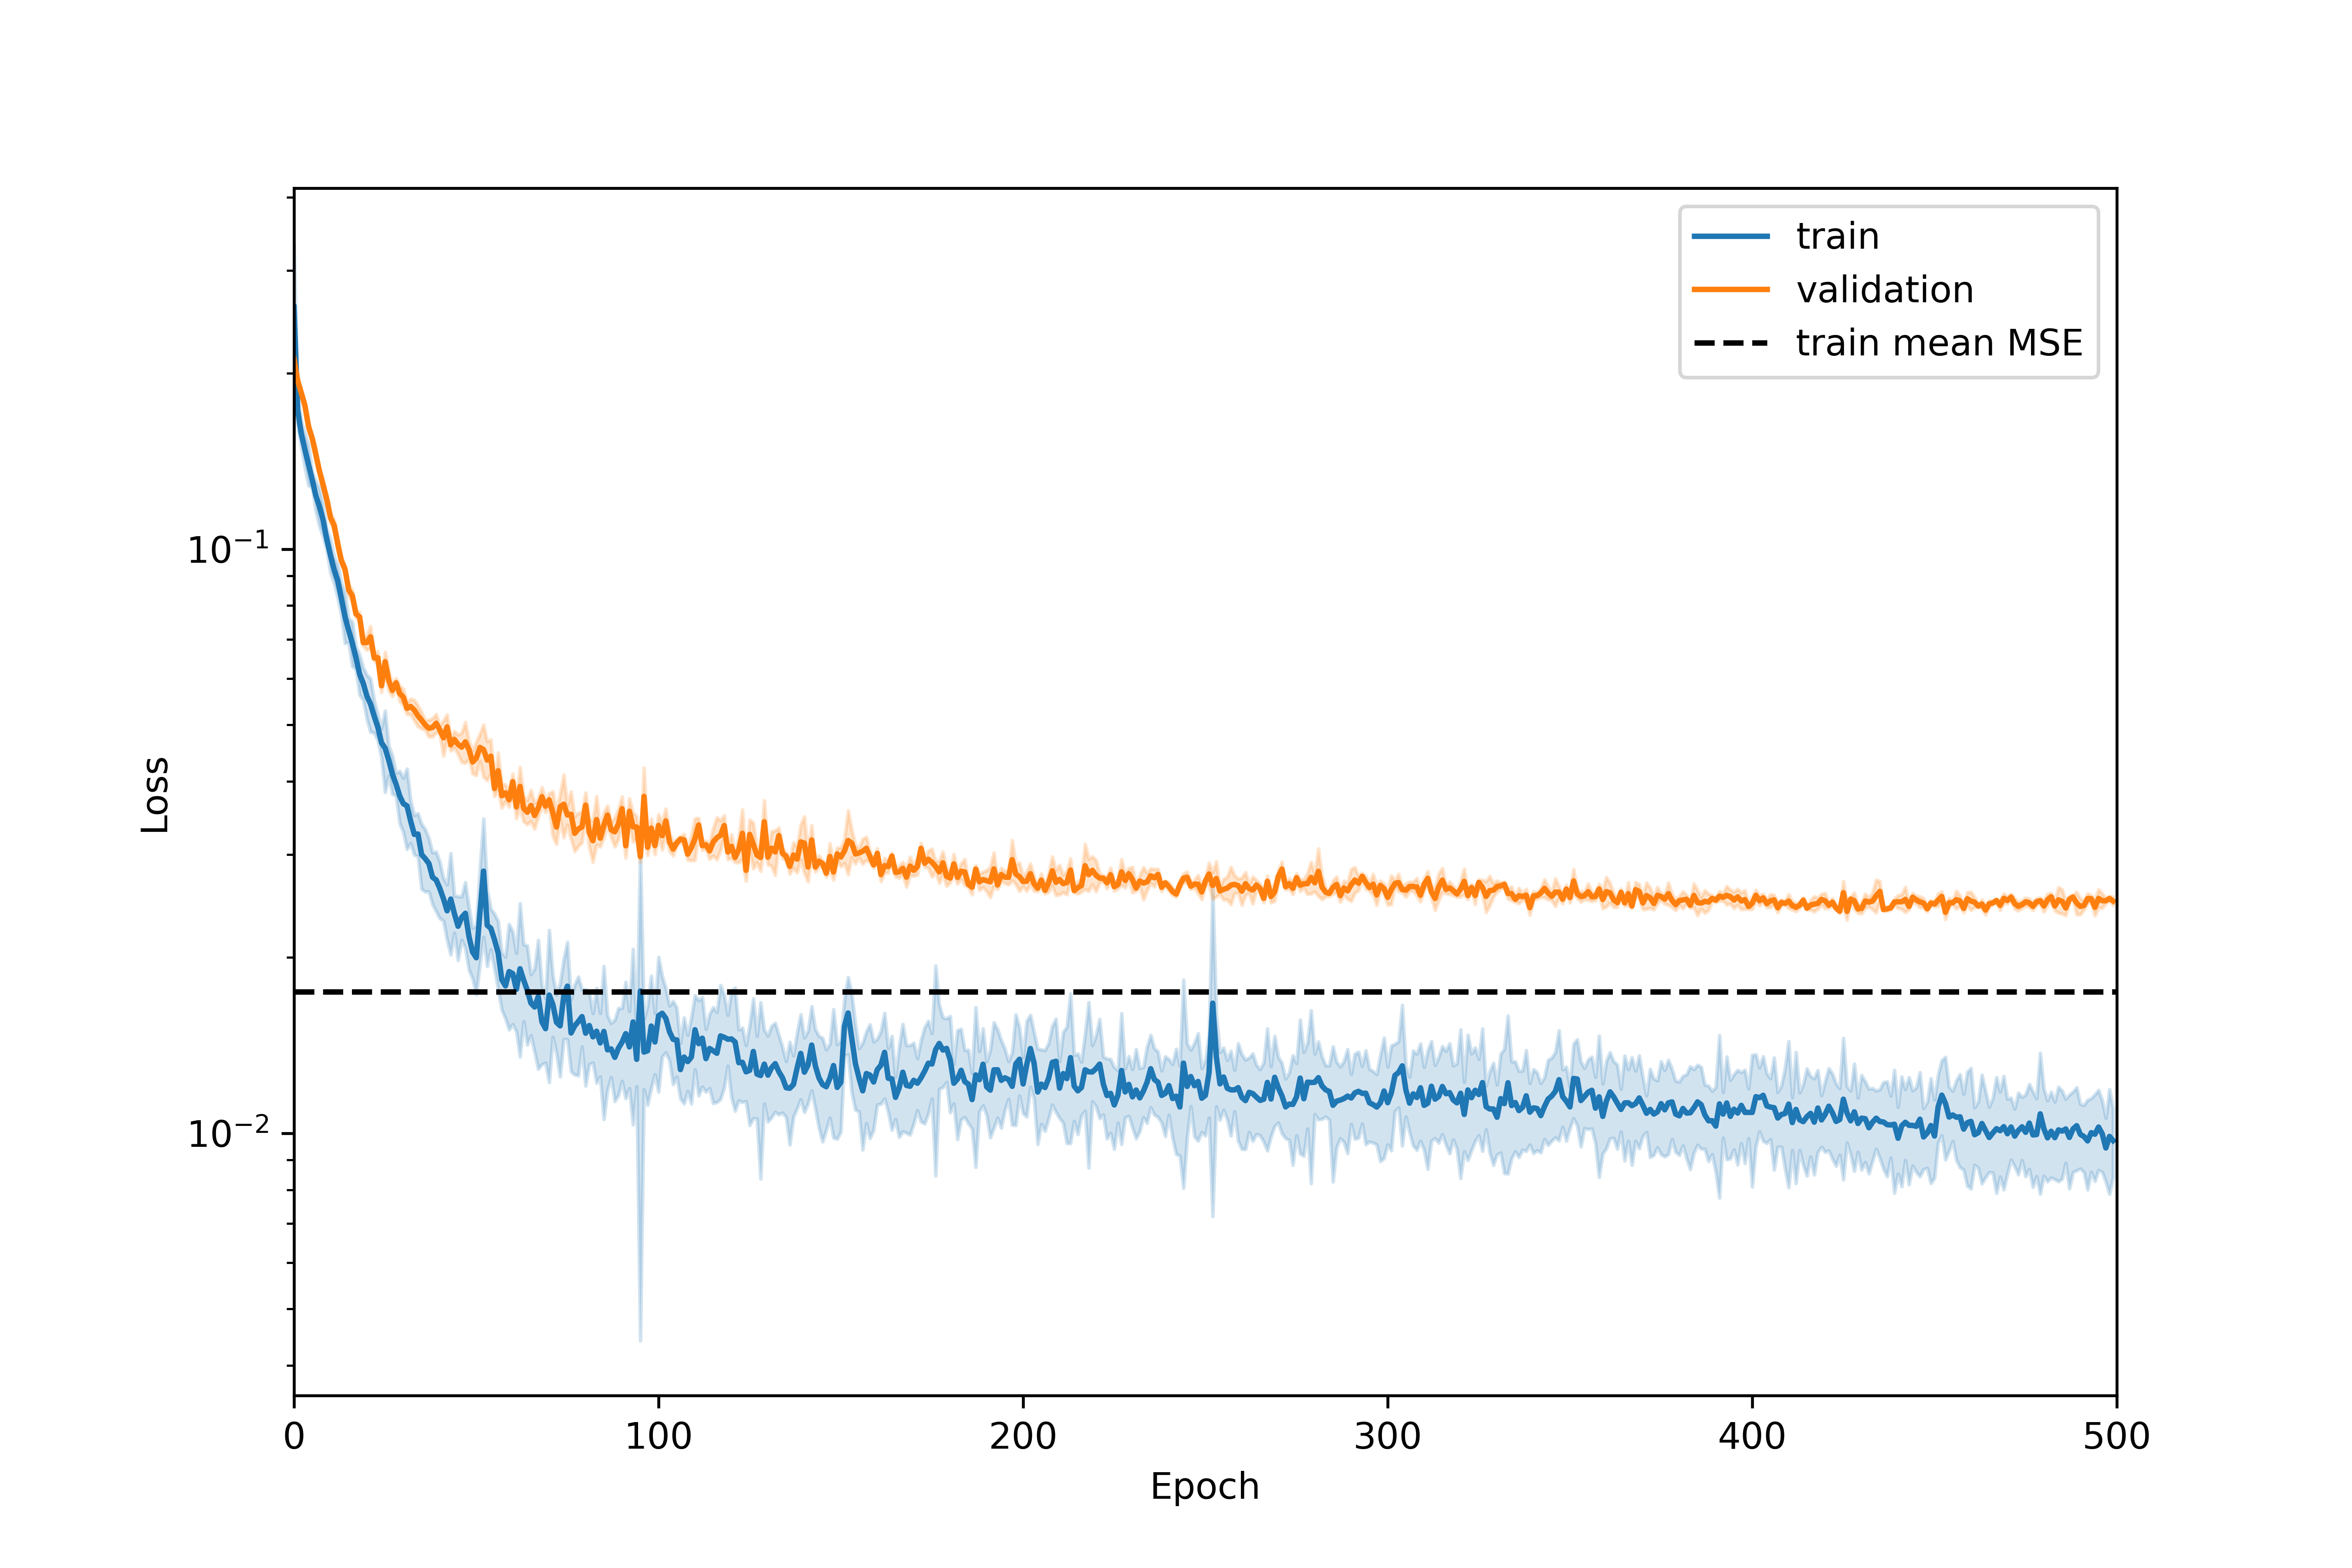 train
validation
train mean MSE
Loss
10⁻¹
10⁻²
0 100 200 300 400 500
Epoch